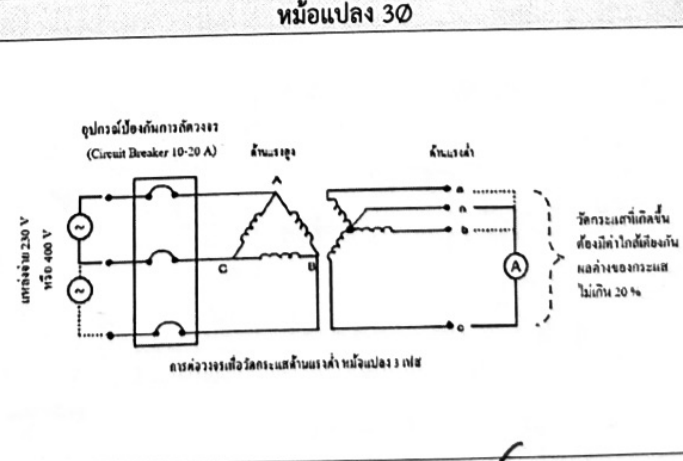 หม้อแปลง 3Ø
อุปกรณ์ป้องกันการลัดวงจร
(Circuit Breaker 10-20 A)
ด้านแรงสูง
ด้านแรงต่ำ
A
a
n
b
แหล่งจ่าย 230 V
หรือ 400 V
~
~
C
B
A
c
วัดกระแสที่เกิดขึ้น
ต้องมีค่าใกล้เคียงกัน
ผลต่างของกระแส
ไม่เกิน 20 %
การต่อวงจรเพื่อวัดกระแสด้านแรงต่ำ หม้อแปลง 3 เฟส